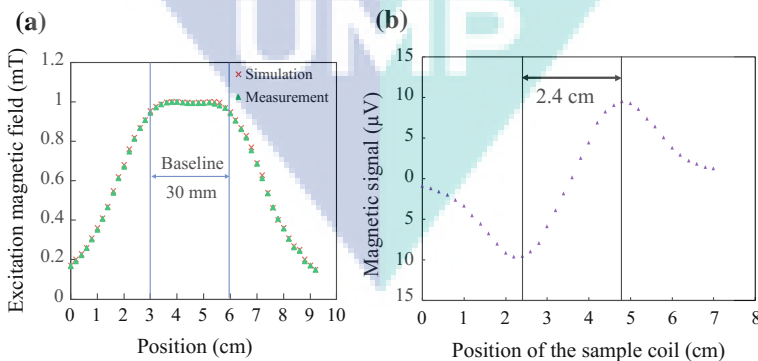 (a)
Excitation magnetic field (mT)
1.2
1
0.8
0.6
0.4
0.2
0
0 1 2 3 4 5 6 7 8 9 10
Position (cm)
× Simulation
▲ Measurement
Baseline
30 mm
UMP
(b)
Magnetic signal (μV)
15
10
5
0
5
10
15
0 1 2 3 4 5 6 7 8
Position of the sample coil (cm)
2.4 cm